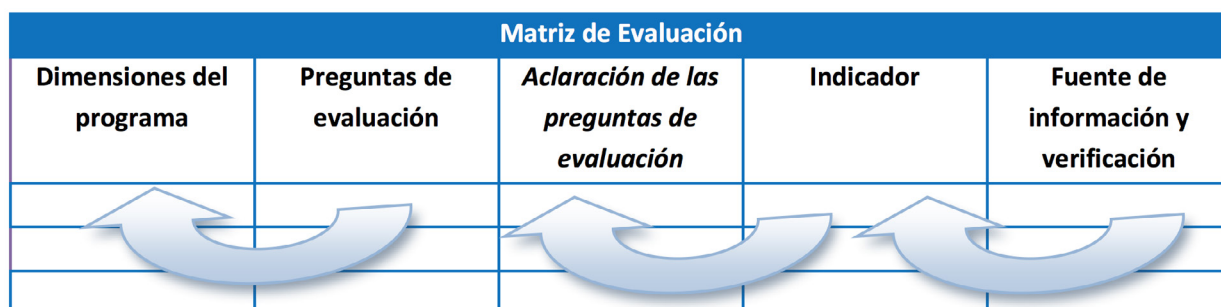 Matriz de Evaluación
Dimensiones del
programa
Preguntas de
evaluación
Aclaración de las
preguntas de
evaluación
Indicador
Fuente de
información y
verificación